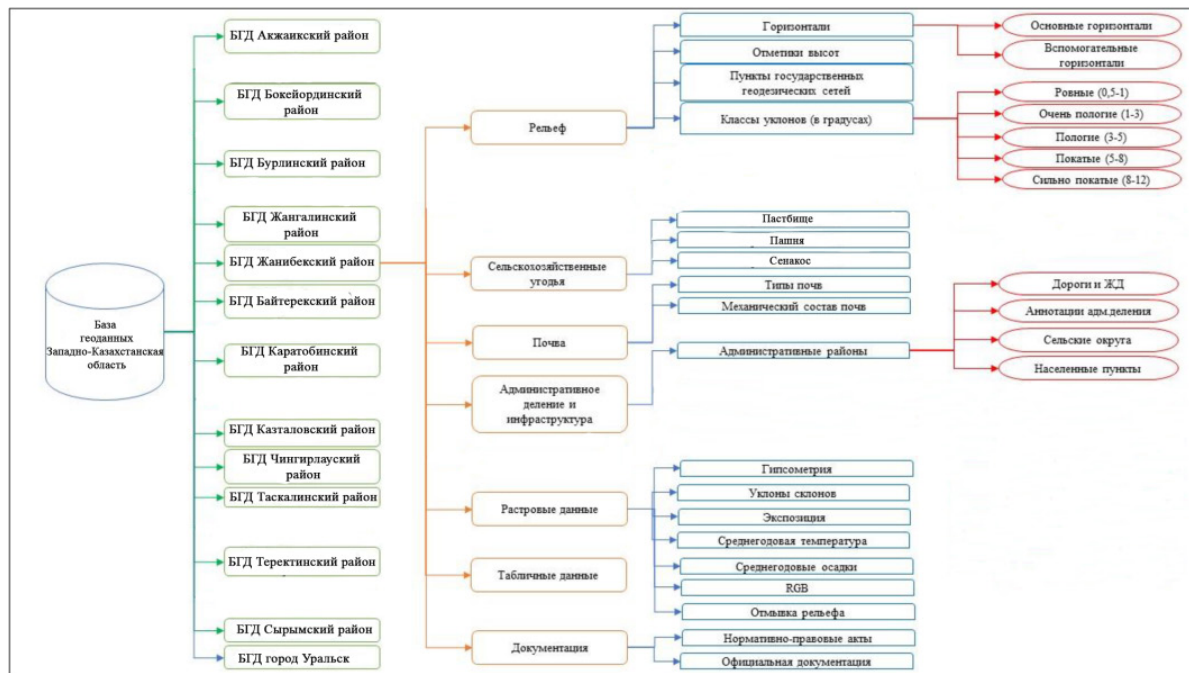 База
геоданных
Западно-Казахстанская
область
БГД Акжаикский район
БГД Бокейординский
район
БГД Бурлинский район
БГД Жангалинский
район
БГД Жанибекский район
БГД Байтерекский район
БГД Каратобинский
район
БГД Казталовский район
БГД Чингирлауский
район
БГД Таскалинский район
БГД Теректинский район
БГД Сырымский район
БГД город Уральск
Рельеф
Сельскохозяйственные
угодья
Почва
Административное
деление и
инфраструктура
Растровые данные
Табличные данные
Документация
Горизонтали
Отметики высот
Пункты государственных
геодезических сетей
Классы уклонов (в градусах)
Пастбище
Пашня
Сенакос
Типы почв
Механический состав почв
Административные районы
Гипсометрия
Уклоны склонов
Экспозиция
Среднегодовая температура
Среднегодовые осадки
RGB
Отмывка рельефа
Нормативно-правовые акты
Официальная документация
Основные горизонтали
Вспомогательные
горизонтали
Ровные (0,5-1)
Очень пологие (1-3)
Пологие (3-5)
Покатые (5-8)
Сильно покатые (8-12)
Дороги и ЖД
Аннотации адм.деления
Сельские округа
Населенные пункты